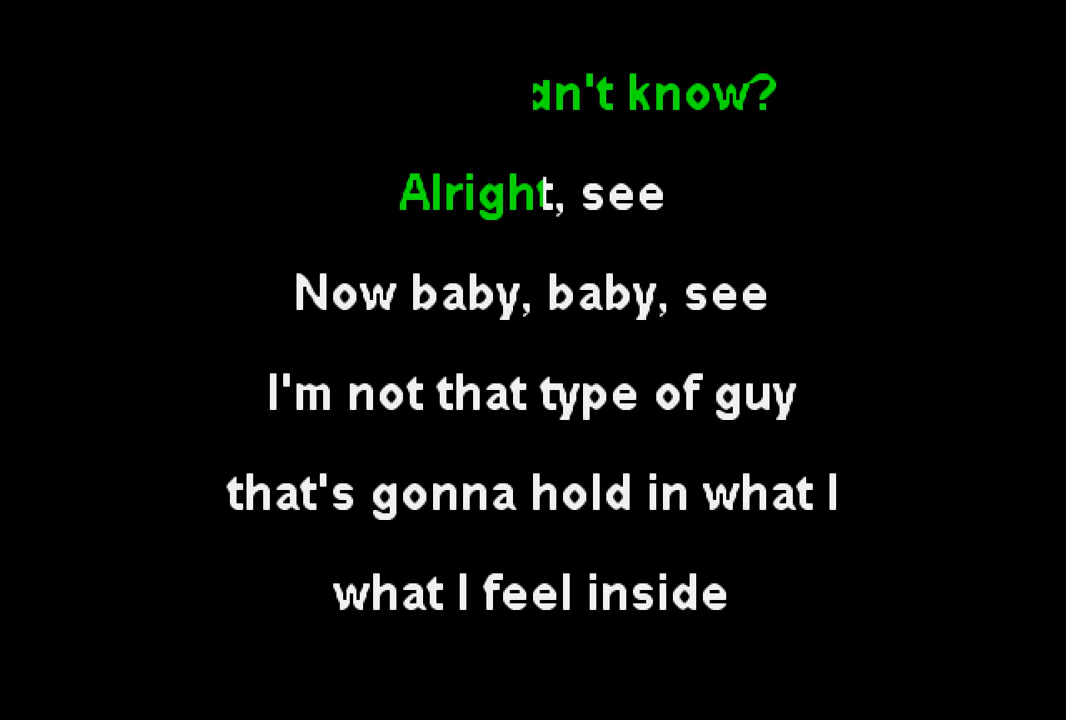 know?
Alright, see
Now baby, baby, see
I'm not that type of guy
that's gonna hold in what I
what I feel inside